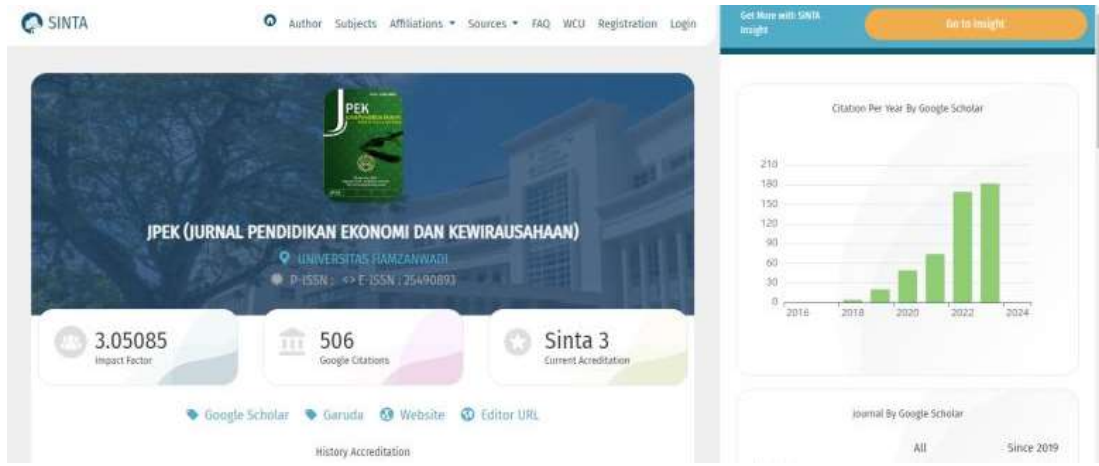 SINTA
Author Subjects Affiliations Sources FAQ WCU Registration Login
Get More with SINTA
Insight
Go to Insight
JPEK
JPEK (JURNAL PENDIDIKAN EKONOMI DAN KEWIRAUSAHAAN)
UNIVERSITAS HAMZANWADI
P-ISSN : <> E-ISSN : 25490893
3.05085
Impact Factor
506
Google Citations
Sinta 3
Current Acreditation
Google Scholar Garuda Website Editor URL
History Accreditation
Citation Per Year By Google Scholar
210
180
150
120
90
60
30
0
2016 2018 2020 2022 2024
Journal By Google Scholar
All Since 2019